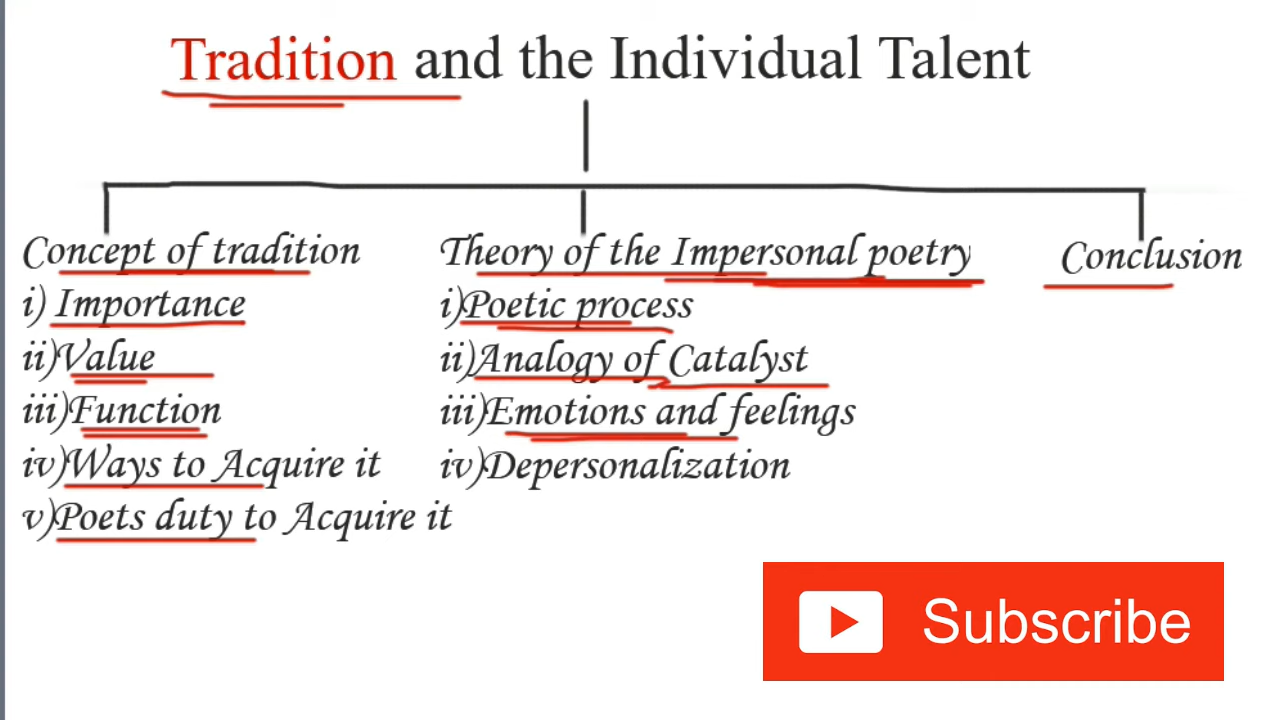 Tradition and the Individual Talent
Concept of tradition
i) Importance
ii)Value
iii)Function
iv)Ways to Acquire it
v)Poets duty to Acquire it
Theory of the Impersonal poetry
i)Poetic process
ii)Analogy of Catalyst
iii)Emotions and feelings
iv)Depersonalization
Conclusion
Subscribe